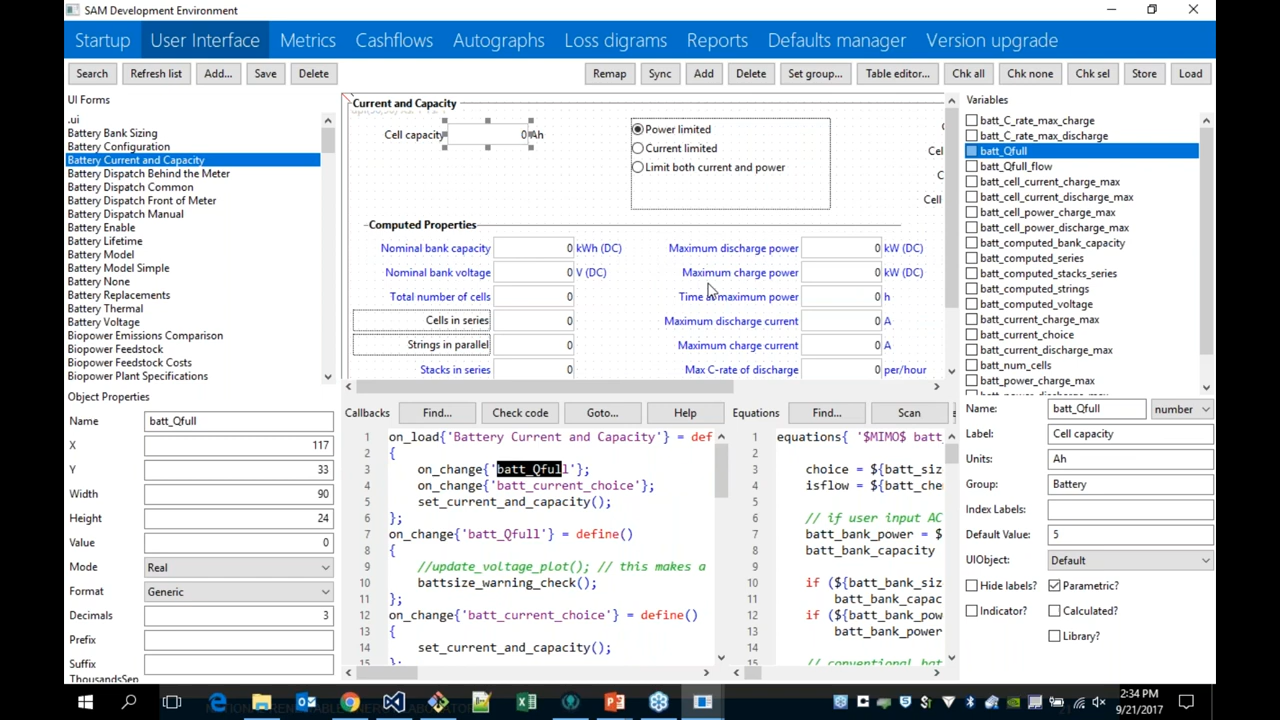 SAM Development Environment
Startup User Interface Metrics Cashflows Autographs Loss digrams Reports Defaults manager Version upgrade
Search Refresh list Add... Save Delete Remap Sync Add Delete Set group... Table editor... Chk all Chk none Chk sel Store Load
UI Forms
.ui
Battery Bank Sizing
Battery Configuration
Battery Current and Capacity
Battery Dispatch Behind the Meter
Battery Dispatch Common
Battery Dispatch Front of Meter
Battery Dispatch Manual
Battery Enable
Battery Lifetime
Battery Model
Battery Model Simple
Battery None
Battery Replacements
Battery Thermal
Battery Voltage
Biopower Emissions Comparison
Biopower Feedstock
Biopower Feedstock Costs
Biopower Plant Specifications
Object Properties
Name batt_Qfull
X 117
Y 33
Width 90
Height 24
Value 0
Mode Real
Format Generic
Decimals 3
Prefix
Suffix
ThousandsSep
Current and Capacity
Cell capacity 0 Ah
Power limited
Current limited
Limit both current and power
Cel
Cell
C
Cell
Computed Properties
Nominal bank capacity 0 kWh (DC) Maximum discharge power 0 kW (DC)
Nominal bank voltage 0 V (DC) Maximum charge power 0 kW (DC)
Total number of cells 0 Time at maximum power 0 h
Cells in series 0 Maximum discharge current 0 A
Strings in parallel 0 Maximum charge current 0 A
Stacks in series 0 Max C-rate of discharge 0 per/hour
Callbacks Find... Check code Goto... Help
1 on_load{'Battery Current and Capacity'} = def
2 {
3 on_change{'batt_Qfull'};
4 on_change{'batt_current_choice'};
5 set_current_and_capacity();
6 };
7 on_change{'batt_Qfull'} = define()
8 {
9 //update_voltage_plot(); // this makes a
10 battsize_warning_check();
11 };
12 on_change{'batt_current_choice'} = define()
13 {
14 set_current_and_capacity();
15 };
Equations Find... Scan
1 equations{ '$MIMO$ batt
2
3 choice = ${batt_siz
4 isflow = ${batt_che
5
6 // if user input AC
7 batt_bank_power = $
8 batt_bank_capacity
9
10 if (${batt_bank_siz
11 batt_bank_capac
12 if (${batt_bank_pow
13 batt_bank_power
14
15 // conventional bat
Variables
batt_C_rate_max_charge
batt_C_rate_max_discharge
batt_Qfull
batt_Qfull_flow
batt_cell_current_charge_max
batt_cell_current_discharge_max
batt_cell_power_charge_max
batt_cell_power_discharge_max
batt_computed_bank_capacity
batt_computed_series
batt_computed_stacks_series
batt_computed_strings
batt_computed_voltage
batt_current_charge_max
batt_current_choice
batt_current_discharge_max
batt_num_cells
batt_power_charge_max
batt_power_discharge_max
Name: batt_Qfull number
Label: Cell capacity
Units: Ah
Group: Battery
Index Labels:
Default Value: 5
UIObject: Default
Hide labels? Parametric?
Indicator? Calculated?
Library?
2:34 PM
9/21/2017